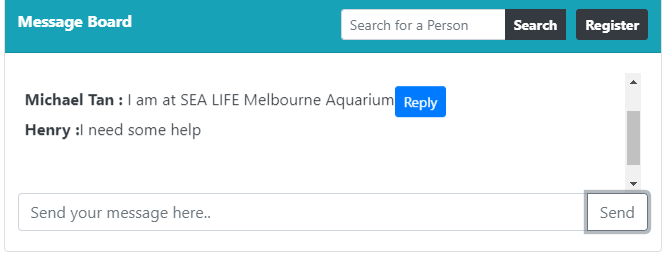 Message Board Search for a Person Search Register
Michael Tan : I am at SEA LIFE Melbourne Aquarium Reply
Henry :I need some help
Send your message here.. Send